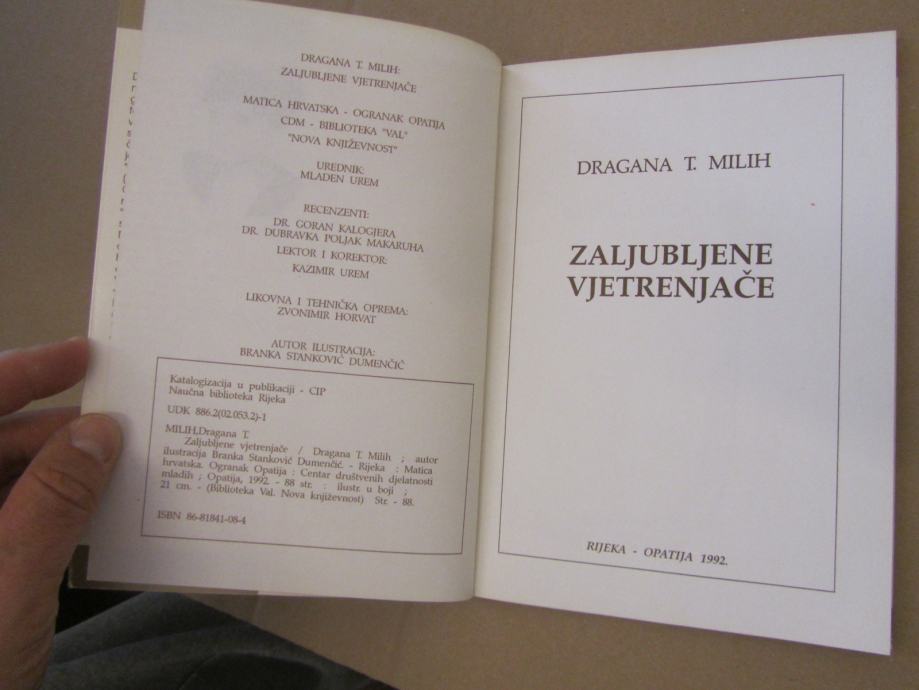 DRAGANA T. MILIH:
ZALJUBLJENE VJETRENJAČE
MATICA HRVATSKA - OGRANAK OPATIJA
CDM - BIBLIOTEKA "VAL"
"NOVA KNJIŽEVNOST"
UREDNIK:
MLADEN UREM
RECENZENTI:
DR. GORAN KALOGJERA
DR. DUBRAVKA POLJAK MAKARUHA
LEKTOR I KOREKTOR:
KAZIMIR UREM
LIKOVNA I TEHNIČKA OPREMA:
ZVONIMIR HORVAT
AUTOR ILUSTRACIJA:
BRANKA STANKOVIĆ DUMENČIĆ
Katalogizacija u publikaciji - CIP
Naučna biblioteka Rijeka
UDK 886.2(02.053.2)-1
MILIH,Dragana T.
Zaljubljene vjetrenjače / Dragana T. Milih ; autor
ilustracija Branka Stanković Dumenčić. - Rijeka : Matica
hrvatska. Ogranak Opatija : Centar društvenih djelatnosti
mladih ; Opatija, 1992. - 88 str. : ilustr. u boji ;
21 cm. - (Biblioteka Val. Nova književnost) Str. - 88.
ISBN 86-81841-08-4
DRAGANA T. MILIH
ZALJUBLJENE
VJETRENJAČE
RIJEKA - OPATIJA 1992.